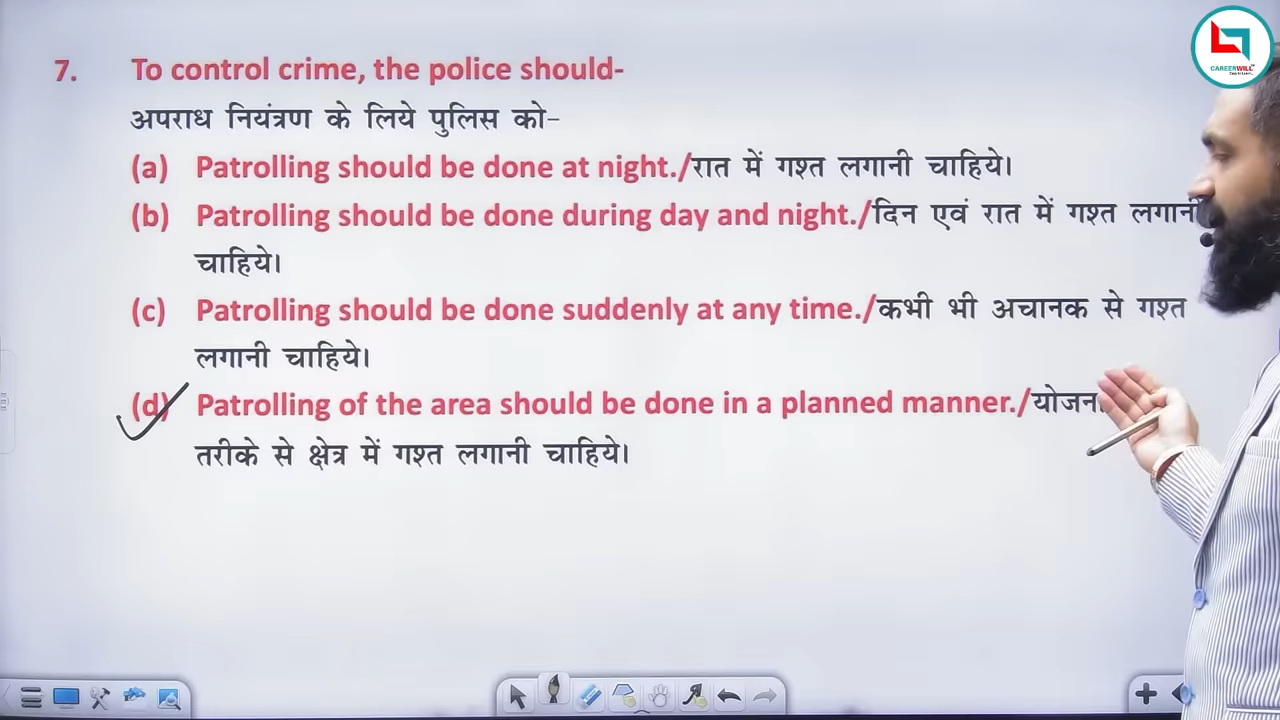 7. To control crime, the police should-
अपराध नियंत्रण के लिये पुलिस को-
(a) Patrolling should be done at night./रात में गश्त लगानी चाहिये।
(b) Patrolling should be done during day and night./दिन एवं रात में गश्त लगानी
चाहिये।
(c) Patrolling should be done suddenly at any time./कभी भी अचानक से गश्त
लगानी चाहिये।
(d) Patrolling of the area should be done in a planned manner./
तरीके से क्षेत्र में गश्त लगानी चाहिये।
CAREERWILL